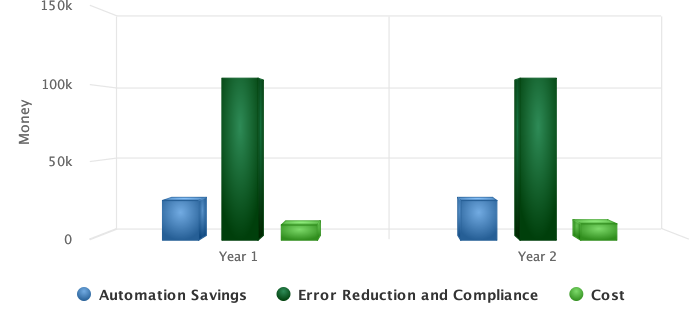 150k
100k
Money
50k
0
Year 1 Year 2
Automation Savings Error Reduction and Compliance Cost